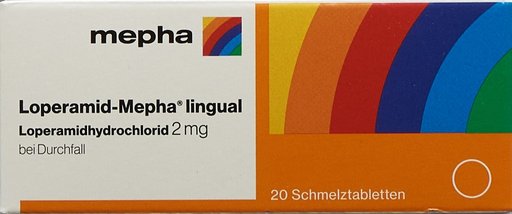 mepha
Loperamid-Mepha® lingual
Loperamidhydrochlorid 2 mg
bei Durchfall
20 Schmelztabletten